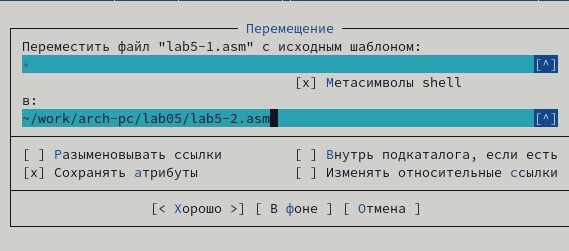 Перемещение
Переместить файл "lab5-1.asm" с исходным шаблоном:
* [^]
[x] Метасимволы shell
в:
~/work/arch-pc/lab05/lab5-2.asm [^]
[ ] Разыменовывать ссылки [ ] Внутрь подкаталога, если есть
[x] Сохранять атрибуты [ ] Изменять относительные ссылки
[< Хорошо >] [ В фоне ] [ Отмена ]